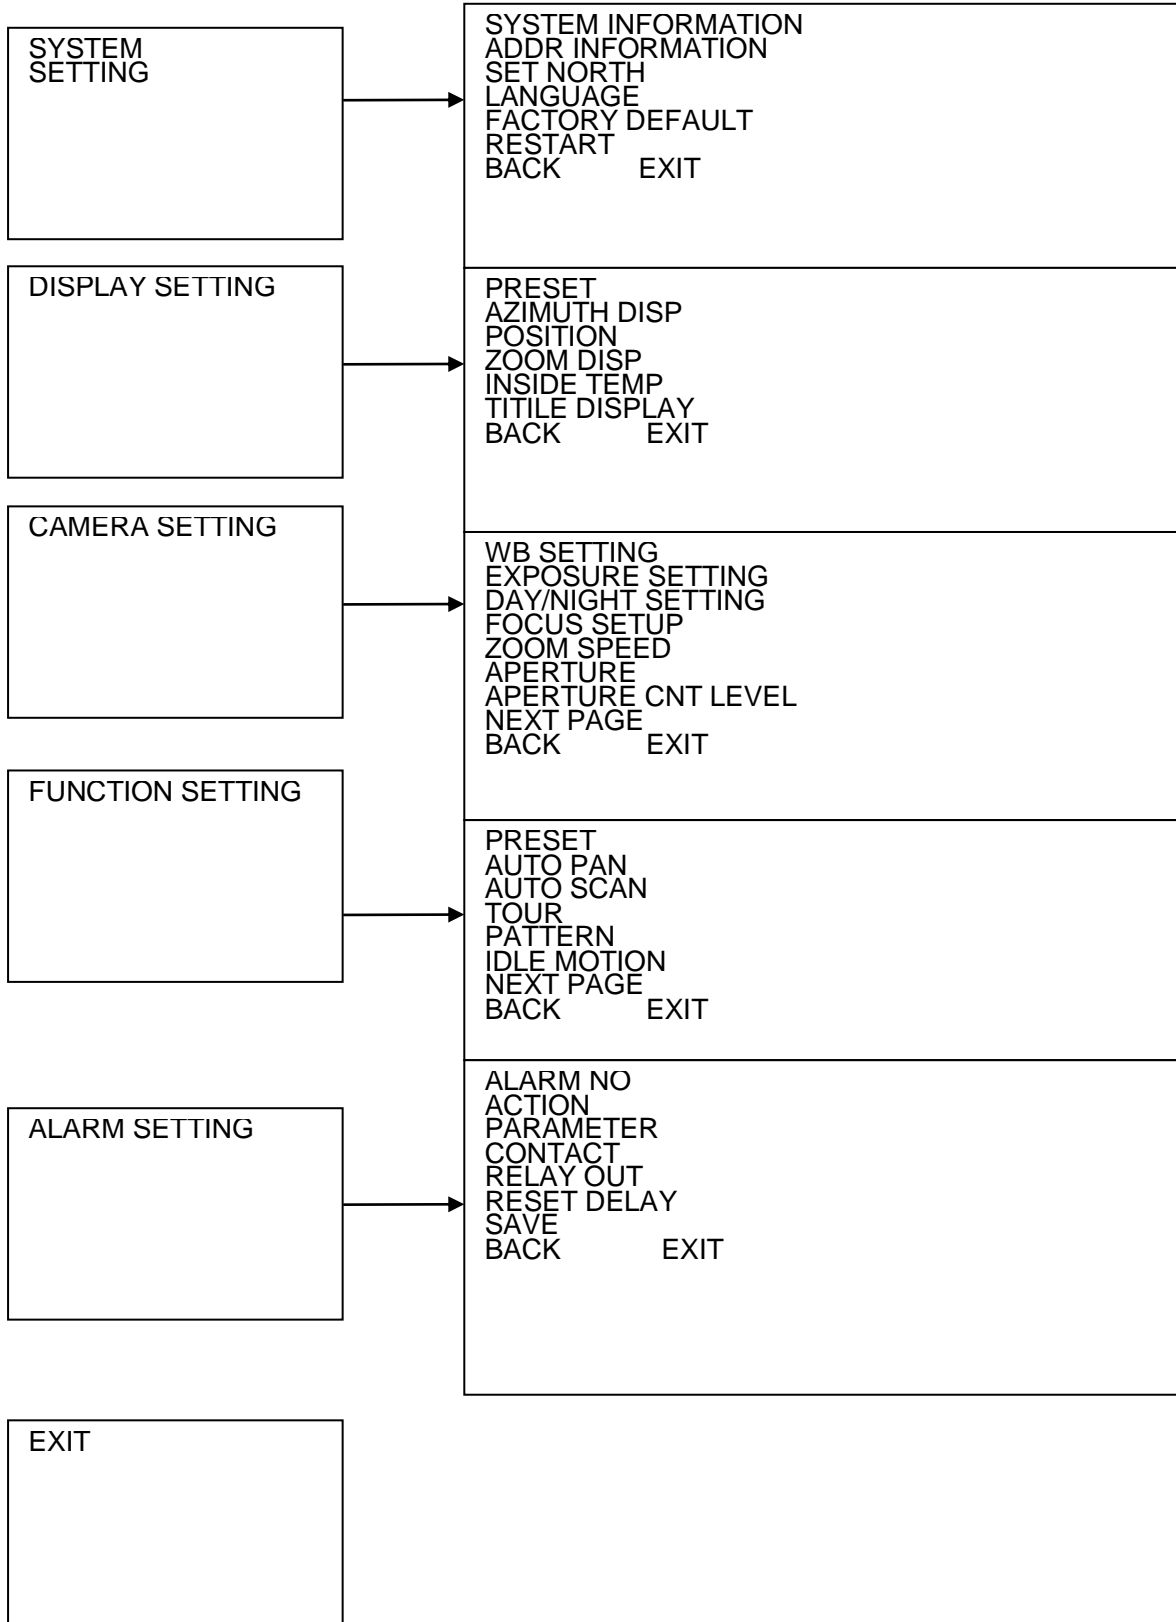 SYSTEM
SETTING
SYSTEM INFORMATION
ADDR INFORMATION
SET NORTH
LANGUAGE
FACTORY DEFAULT
RESTART
BACK EXIT
DISPLAY SETTING
PRESET
AZIMUTH DISP
POSITION
ZOOM DISP
INSIDE TEMP
TITILE DISPLAY
BACK EXIT
CAMERA SETTING
WB SETTING
EXPOSURE SETTING
DAY/NIGHT SETTING
FOCUS SETUP
ZOOM SPEED
APERTURE
APERTURE CNT LEVEL
NEXT PAGE
BACK EXIT
FUNCTION SETTING
PRESET
AUTO PAN
AUTO SCAN
TOUR
PATTERN
IDLE MOTION
NEXT PAGE
BACK EXIT
ALARM SETTING
ALARM NO
ACTION
PARAMETER
CONTACT
RELAY OUT
RESET DELAY
SAVE
BACK EXIT
EXIT